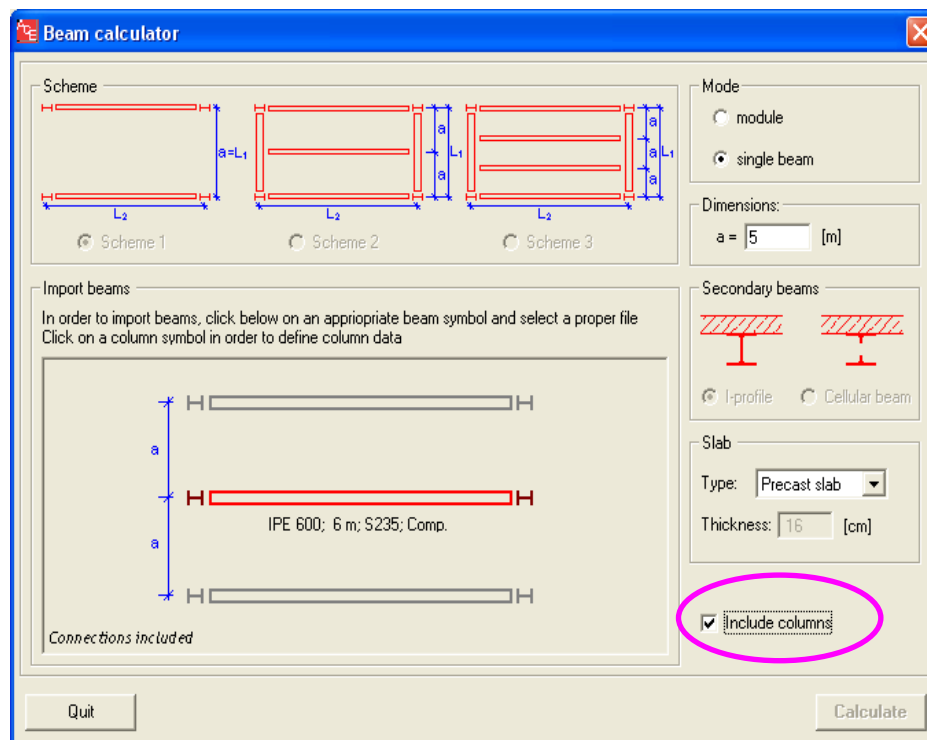 ACE Beam calculator
Scheme
a=L1
L2
a
a
L1
L2
a
a
a
L1
L2
Scheme 1
Scheme 2
Scheme 3
Mode
module
single beam
Dimensions:
a = 5 [m]
Import beams
In order to import beams, click below on an appriopriate beam symbol and select a proper file
Click on a column symbol in order to define column data
a
a
IPE 600; 6 m; S235; Comp.
Connections included
Secondary beams
I-profile
Cellular beam
Slab
Type: Precast slab
Thickness: 16 [cm]
Include columns
Quit
Calculate